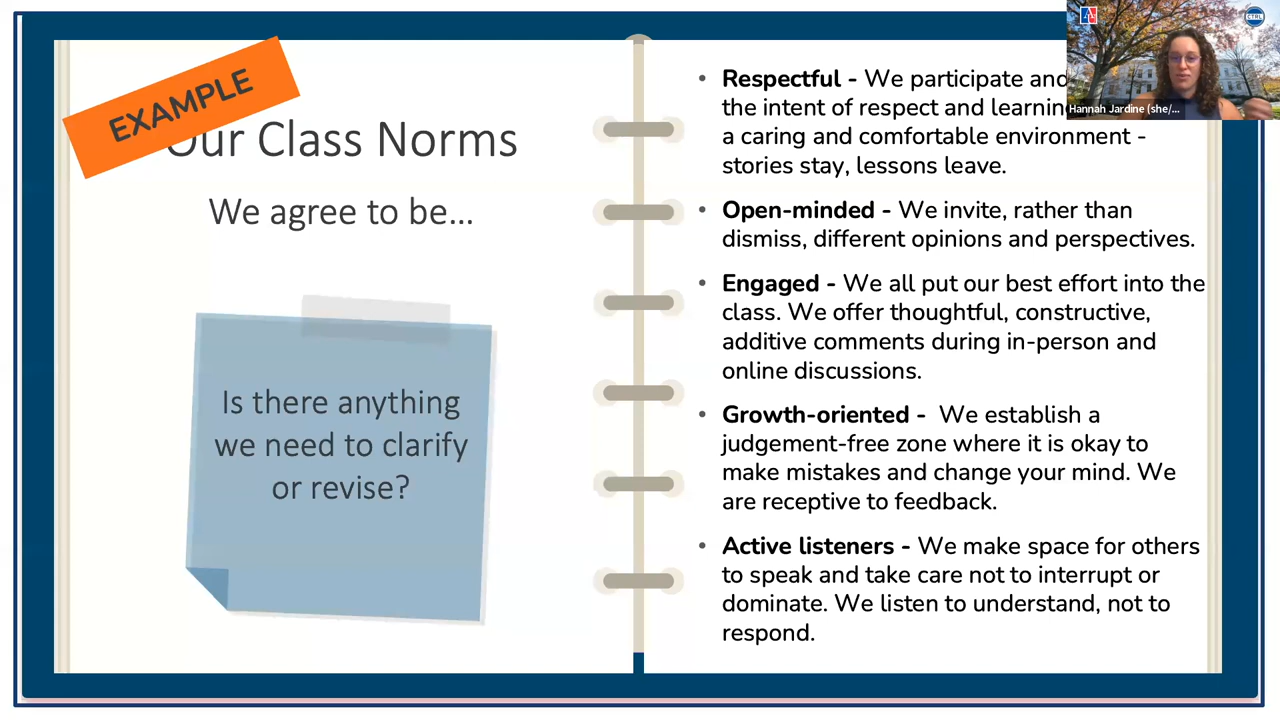 EXAMPLE
Our Class Norms
We agree to be...
Is there anything
we need to clarify
or revise?
• Respectful - We participate and
the intent of respect and learning
a caring and comfortable environment -
stories stay, lessons leave.
• Open-minded - We invite, rather than
dismiss, different opinions and perspectives.
• Engaged - We all put our best effort into the
class. We offer thoughtful, constructive,
additive comments during in-person and
online discussions.
• Growth-oriented - We establish a
judgement-free zone where it is okay to
make mistakes and change your mind. We
are receptive to feedback.
• Active listeners - We make space for others
to speak and take care not to interrupt or
dominate. We listen to understand, not to
respond.
Hannah Jardine (she/...
CTRL